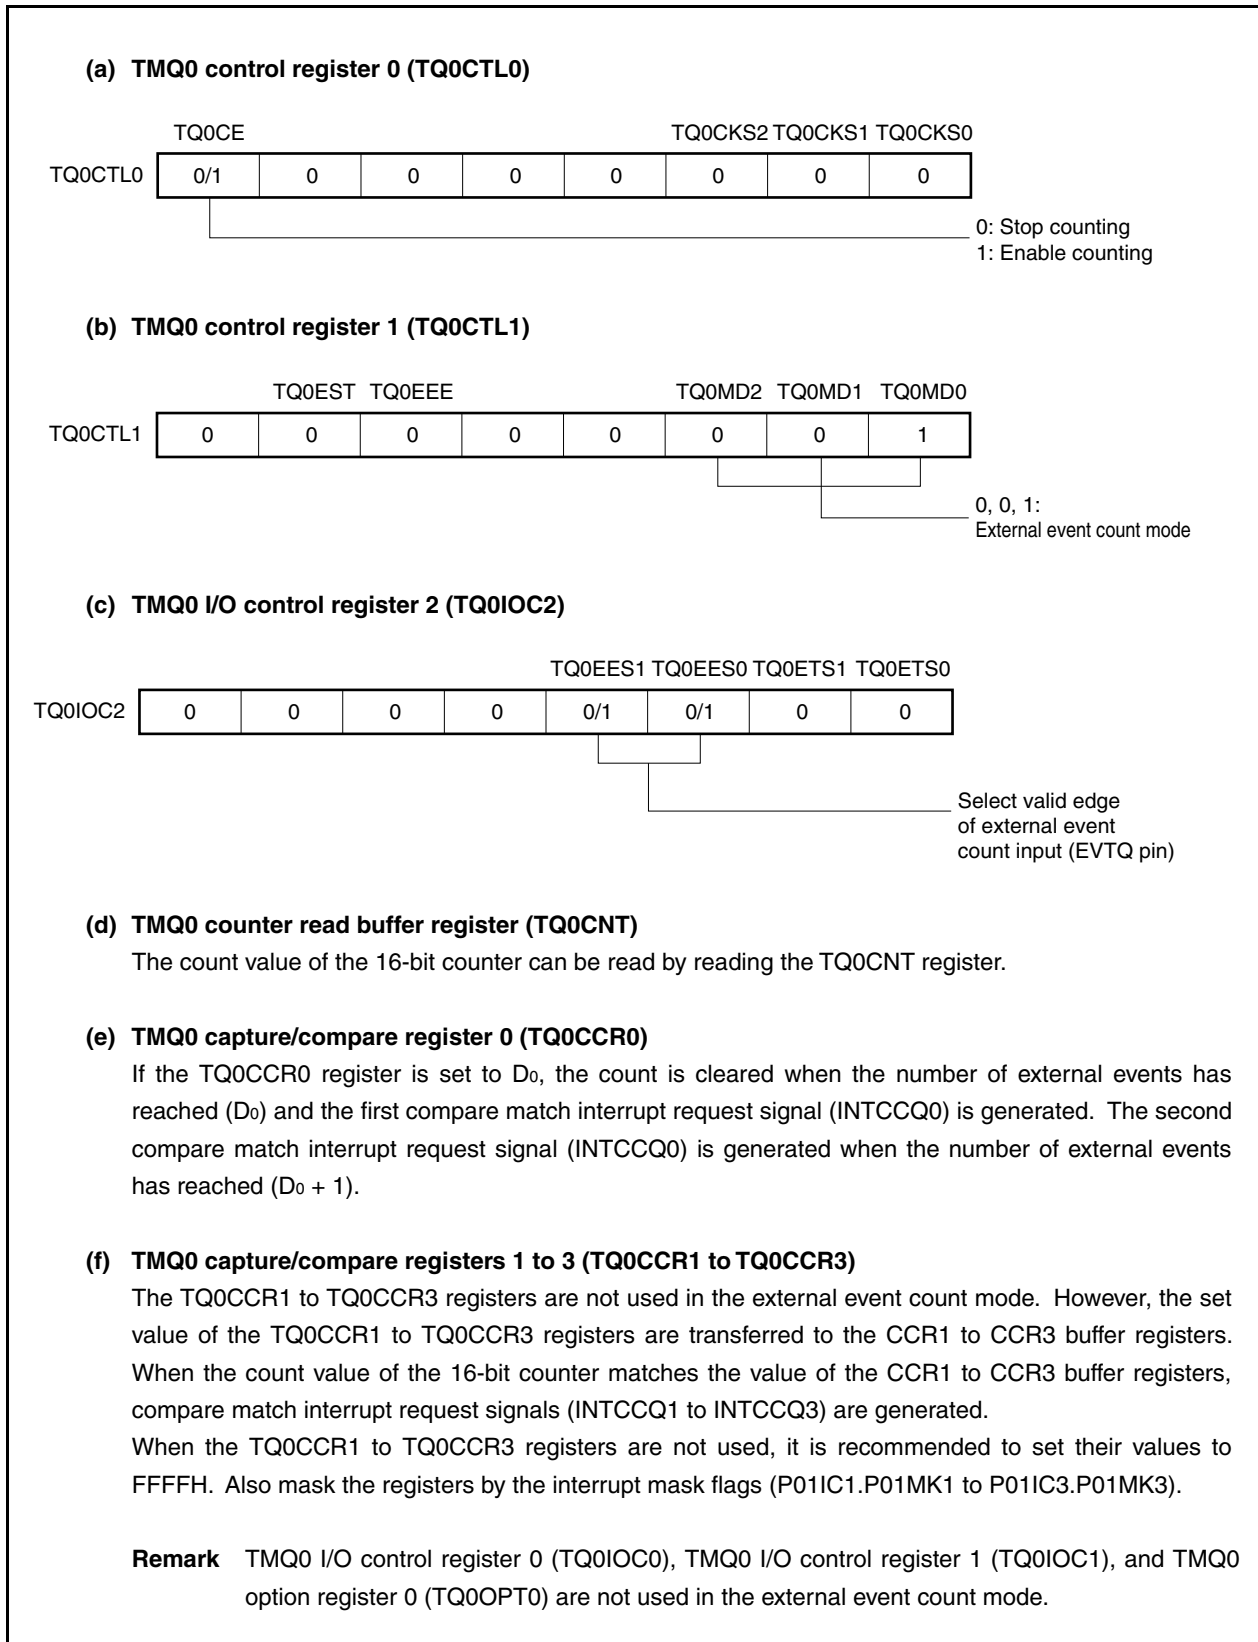 (a) TMQ0 control register 0 (TQ0CTL0)
TQ0CE TQ0CKS2 TQ0CKS1 TQ0CKS0
TQ0CTL0 0/1 0 0 0 0 0 0 0
0: Stop counting
1: Enable counting
(b) TMQ0 control register 1 (TQ0CTL1)
TQ0EST TQ0EEE TQ0MD2 TQ0MD1 TQ0MD0
TQ0CTL1 0 0 0 0 0 0 0 1
0, 0, 1:
External event count mode
(c) TMQ0 I/O control register 2 (TQ0IOC2)
TQ0EES1 TQ0EES0 TQ0ETS1 TQ0ETS0
TQ0IOC2 0 0 0 0 0/1 0/1 0 0
Select valid edge
of external event
count input (EVTQ pin)
(d) TMQ0 counter read buffer register (TQ0CNT)
The count value of the 16-bit counter can be read by reading the TQ0CNT register.
(e) TMQ0 capture/compare register 0 (TQ0CCR0)
If the TQ0CCR0 register is set to D0, the count is cleared when the number of external events has
reached (D0) and the first compare match interrupt request signal (INTCCQ0) is generated. The second
compare match interrupt request signal (INTCCQ0) is generated when the number of external events
has reached (D0 + 1).
(f) TMQ0 capture/compare registers 1 to 3 (TQ0CCR1 to TQ0CCR3)
The TQ0CCR1 to TQ0CCR3 registers are not used in the external event count mode. However, the set
value of the TQ0CCR1 to TQ0CCR3 registers are transferred to the CCR1 to CCR3 buffer registers.
When the count value of the 16-bit counter matches the value of the CCR1 to CCR3 buffer registers,
compare match interrupt request signals (INTCCQ1 to INTCCQ3) are generated.
When the TQ0CCR1 to TQ0CCR3 registers are not used, it is recommended to set their values to
FFFFH. Also mask the registers by the interrupt mask flags (P01IC1.P01MK1 to P01IC3.P01MK3).
Remark TMQ0 I/O control register 0 (TQ0IOC0), TMQ0 I/O control register 1 (TQ0IOC1), and TMQ0
option register 0 (TQ0OPT0) are not used in the external event count mode.